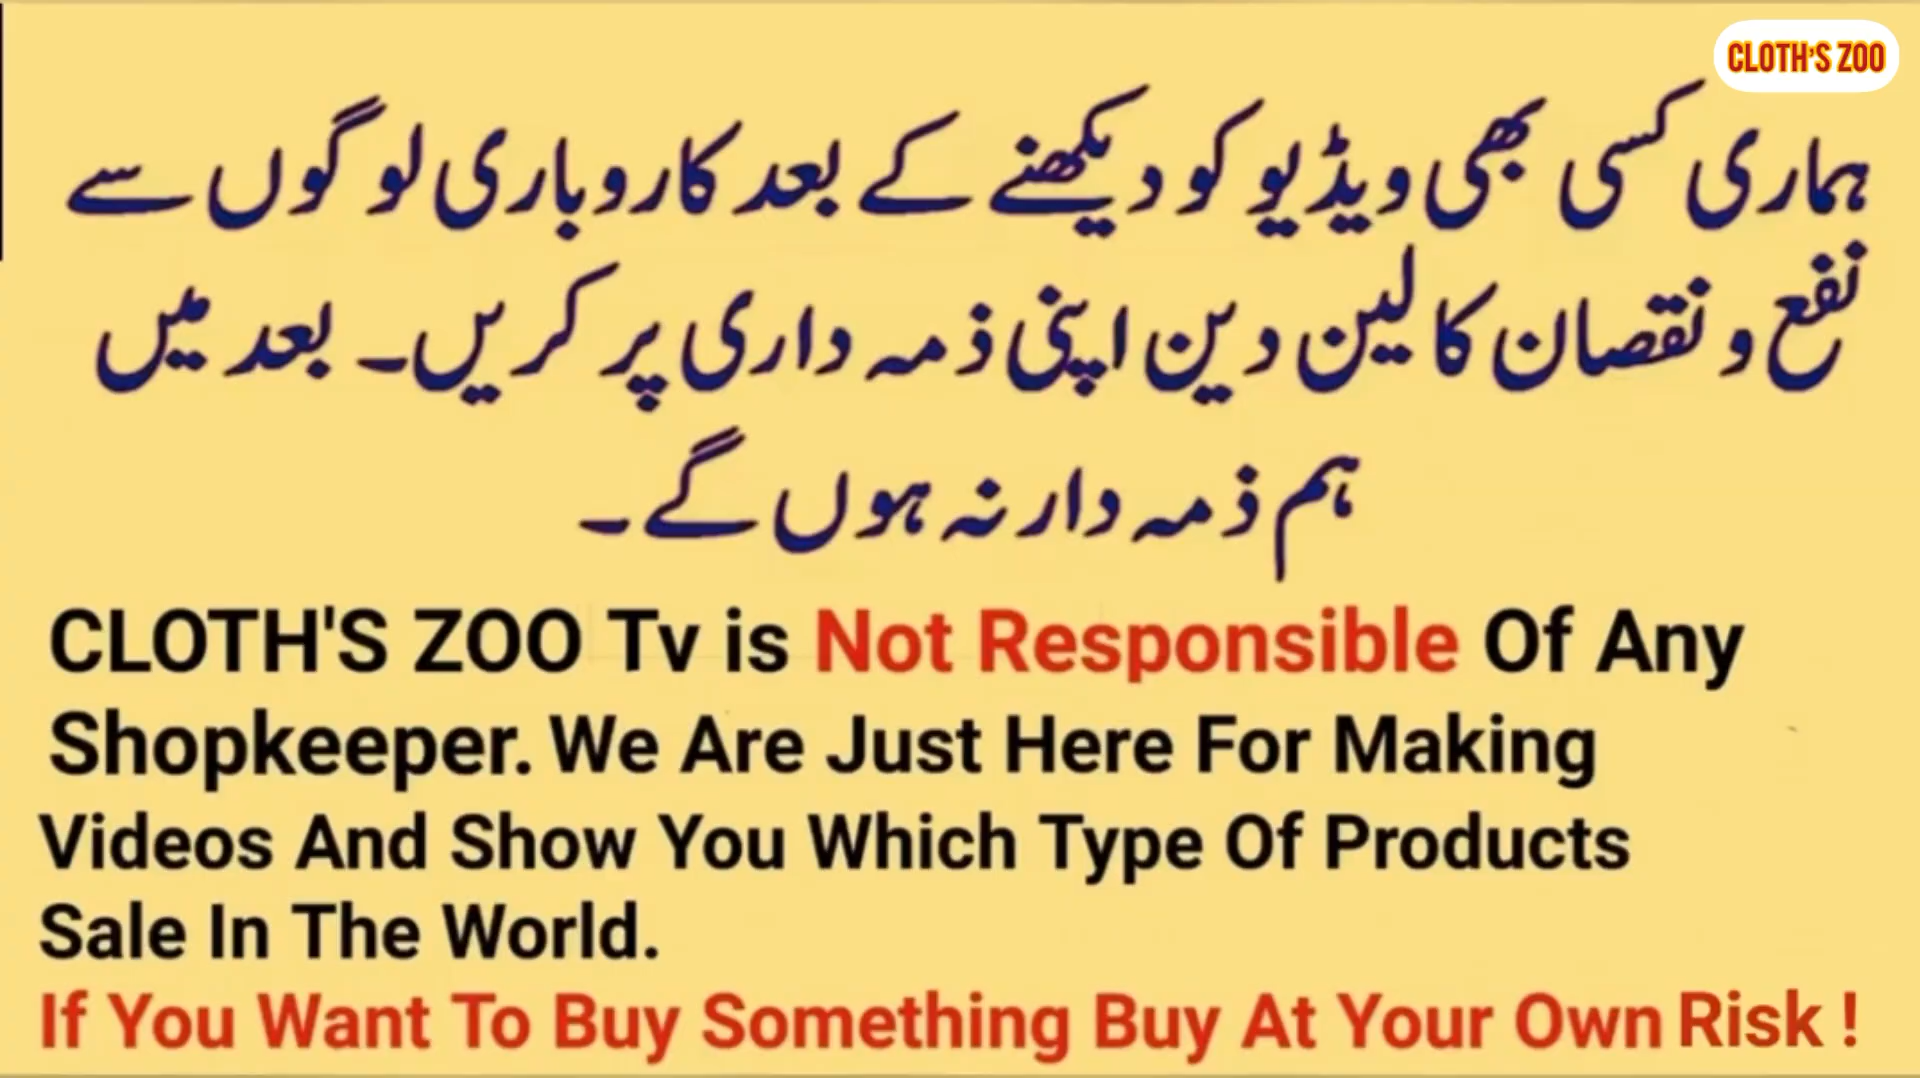 CLOTH'S ZOO
ہماری کسی بھی ویڈیو کو دیکھنے کے بعد کاروباری لوگوں سے
نفع و نقصان کا لین دین اپنی ذمہ داری پر کریں۔ بعد میں
ہم ذمہ دار نہ ہوں گے۔
CLOTH'S ZOO Tv is Not Responsible Of Any
Shopkeeper. We Are Just Here For Making
Videos And Show You Which Type Of Products
Sale In The World.
If You Want To Buy Something Buy At Your Own Risk !